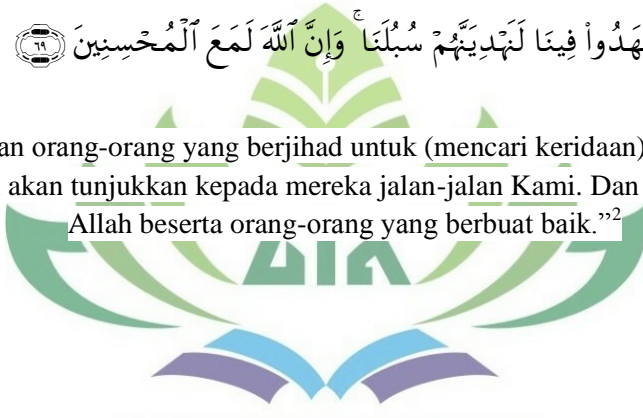 هَدُوا۟ فِينَا لَنَهْدِيَنَّهُمْ سُبُلَنَا ۚ وَإِنَّ ٱللَّهَ لَمَعَ ٱلْمُحْسِنِينَ ۝٦٩
an orang-orang yang berjihad untuk (mencari keridaan)
akan tunjukkan kepada mereka jalan-jalan Kami. Dan
Allah beserta orang-orang yang berbuat baik.”2